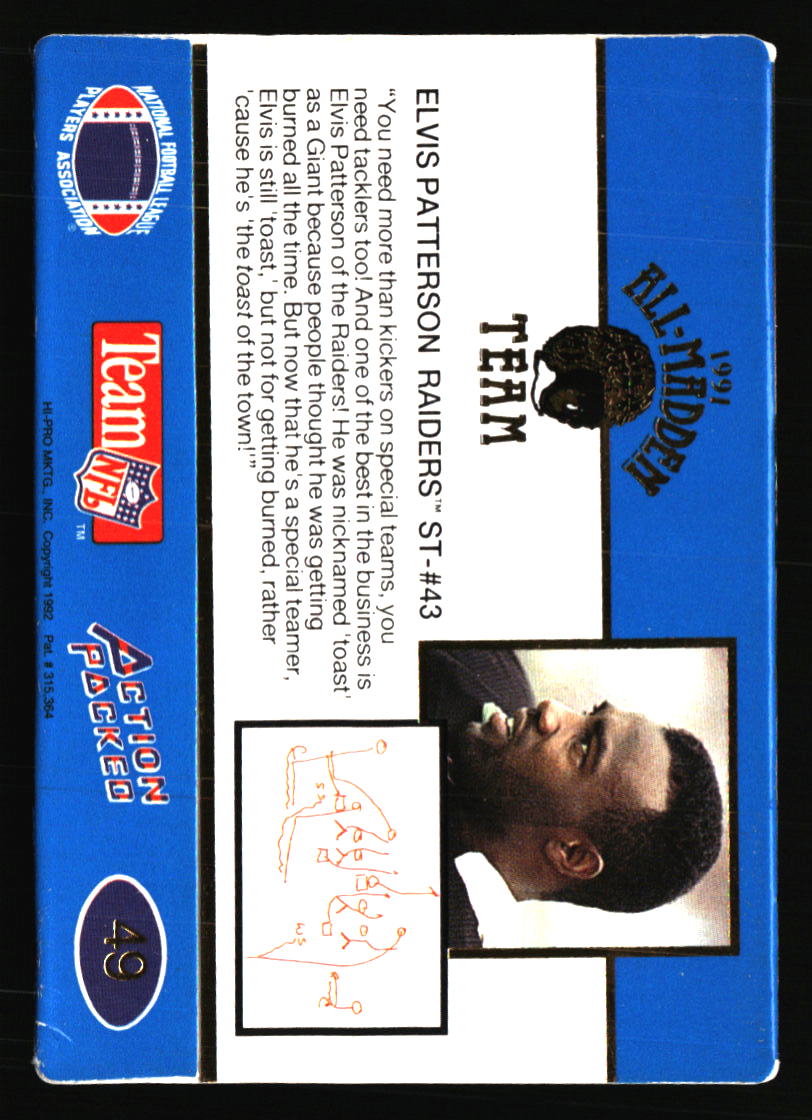 1991
ALL-MADDEN
TEAM
ELVIS PATTERSON RAIDERS™ ST-#43
"You need more than kickers on special teams, you
need tacklers too! And one of the best in the business is
Elvis Patterson of the Raiders! He was nicknamed 'toast'
as a Giant because people thought he was getting
burned all the time. But now that he's a special teamer,
Elvis is still 'toast,' but not for getting burned, rather
'cause he's 'the toast of the town!'"
SS
WS
NATIONAL FOOTBALL LEAGUE
PLAYERS ASSOCIATION®
Team
NFL
™
ACTION
PACKED
49
HI-PRO MKTG., INC. Copyright 1992 Pat. # 315,364